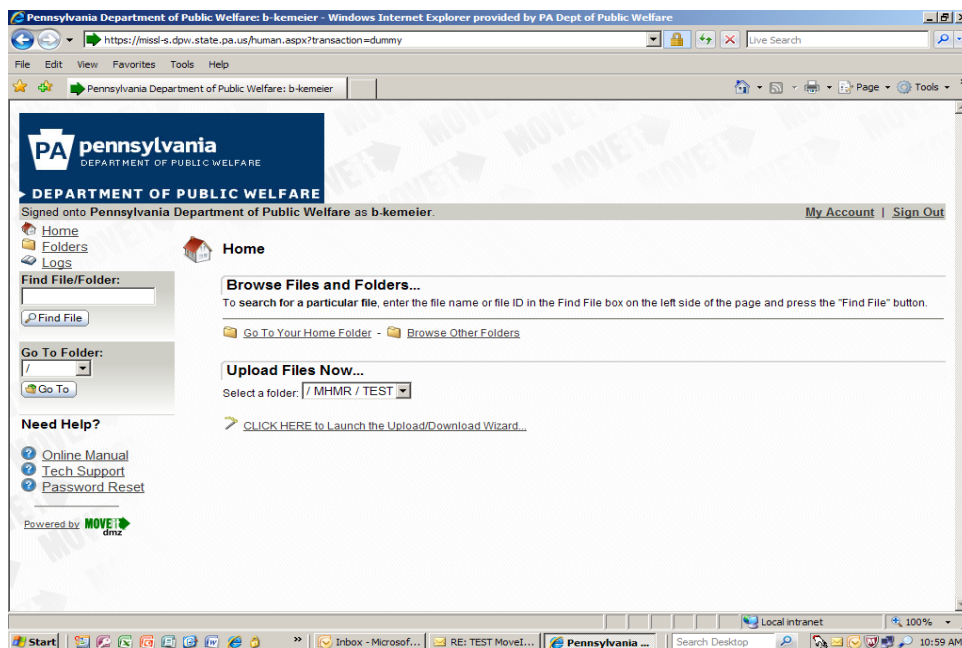 Pennsylvania Department of Public Welfare: b-kemeier - Windows Internet Explorer provided by PA Dept of Public Welfare
https://missl-s.dpw.state.pa.us/human.aspx?transaction=dummy
Live Search
File Edit View Favorites Tools Help
Pennsylvania Department of Public Welfare: b-kemeier
Page Tools
PA pennsylvania
DEPARTMENT OF PUBLIC WELFARE
DEPARTMENT OF PUBLIC WELFARE
Signed onto Pennsylvania Department of Public Welfare as b-kemeier.
My Account | Sign Out
Home
Folders
Logs
Find File/Folder:
Find File
Go To Folder:
/
Go To
Need Help?
Online Manual
Tech Support
Password Reset
Powered by MOVEit dmz
Home
Browse Files and Folders...
To search for a particular file, enter the file name or file ID in the Find File box on the left side of the page and press the "Find File" button.
Go To Your Home Folder - Browse Other Folders
Upload Files Now...
Select a folder: / MHMR / TEST
CLICK HERE to Launch the Upload/Download Wizard...
Local intranet
100%
Start
Inbox - Microsof...
RE: TEST MoveI...
Pennsylvania ...
Search Desktop
10:59 AM